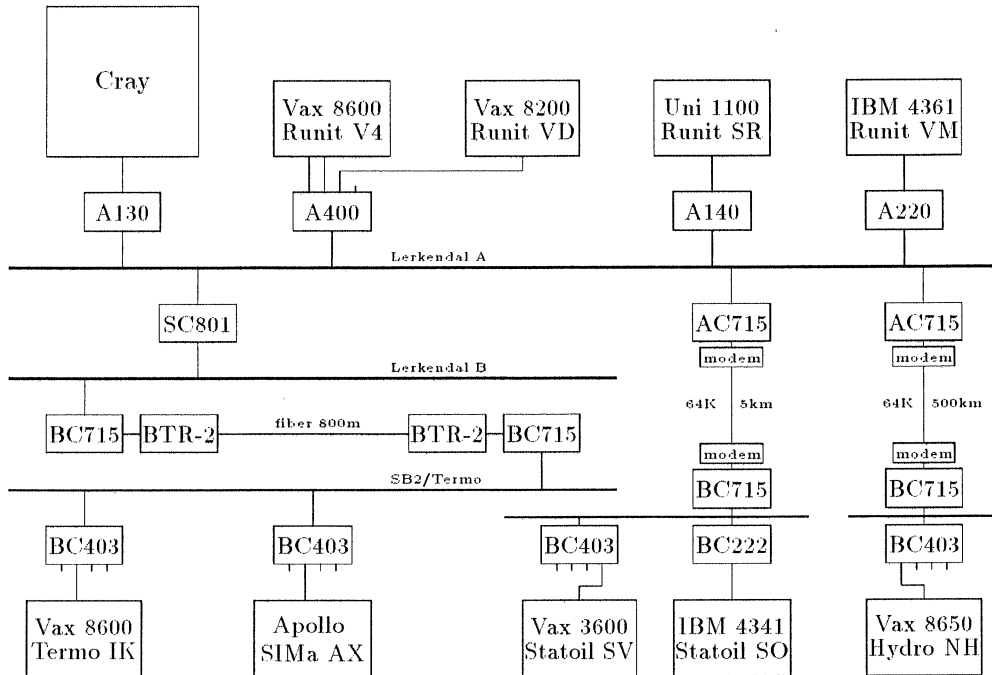 Cray
Vax 8600
Runit V4
Vax 8200
Runit VD
Uni 1100
Runit SR
IBM 4361
Runit VM
A130
A400
A140
A220
Lerkendal A
SC801
AC715
AC715
modem
modem
Lerkendal B
64K 5km
64K 500km
BC715
BTR-2
fiber 800m
BTR-2
BC715
modem
modem
SB2/Termo
BC715
BC715
BC403
BC403
BC403
BC222
BC403
Vax 8600
Termo IK
Apollo
SIMa AX
Vax 3600
Statoil SV
IBM 4341
Statoil SO
Vax 8650
Hydro NH